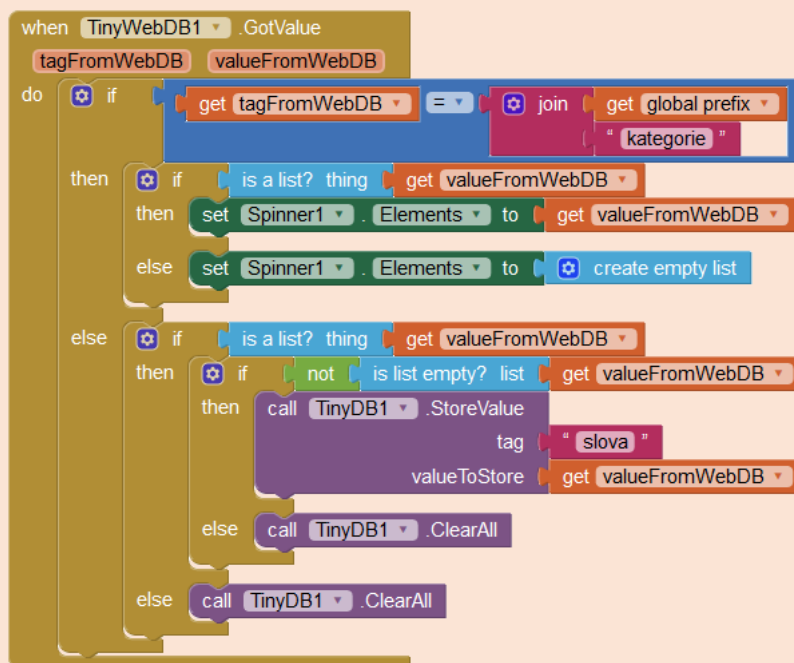 when TinyWebDB1 .GotValue
tagFromWebDB valueFromWebDB
do if get tagFromWebDB = join get global prefix
" kategorie "
then if is a list? thing get valueFromWebDB
then set Spinner1 . Elements to get valueFromWebDB
else set Spinner1 . Elements to create empty list
else if is a list? thing get valueFromWebDB
then if not is list empty? list get valueFromWebDB
then call TinyDB1 .StoreValue
tag " slova "
valueToStore get valueFromWebDB
else call TinyDB1 .ClearAll
else call TinyDB1 .ClearAll